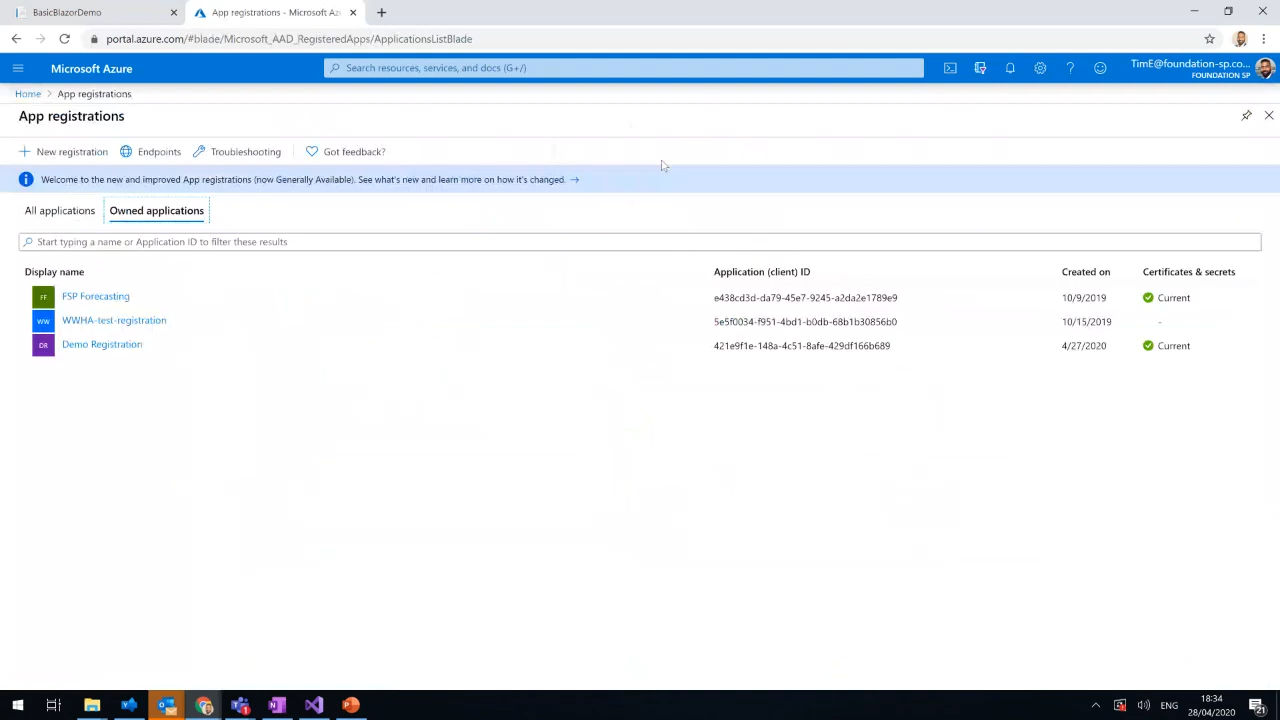 BasicBlazorDemo
App registrations - Microsoft Az
portal.azure.com/#blade/Microsoft_AAD_RegisteredApps/ApplicationsListBlade
Microsoft Azure
Search resources, services, and docs (G+/)
TimE@foundation-sp.co...
FOUNDATION SP
Home > App registrations
App registrations
New registration
Endpoints
Troubleshooting
Got feedback?
Welcome to the new and improved App registrations (now Generally Available). See what's new and learn more on how it's changed. →
All applications
Owned applications
Start typing a name or Application ID to filter these results
Display name
Application (client) ID
Created on
Certificates & secrets
FF
FSP Forecasting
e438cd3d-da79-45e7-9245-a2da2e1789e9
10/9/2019
Current
WW
WWHA-test-registration
5e5f0034-f951-4bd1-b0db-68b1b30856b0
10/15/2019
-
DR
Demo Registration
421e9f1e-148a-4c51-8afe-429df166b689
4/27/2020
Current
ENG
18:34
28/04/2020
21